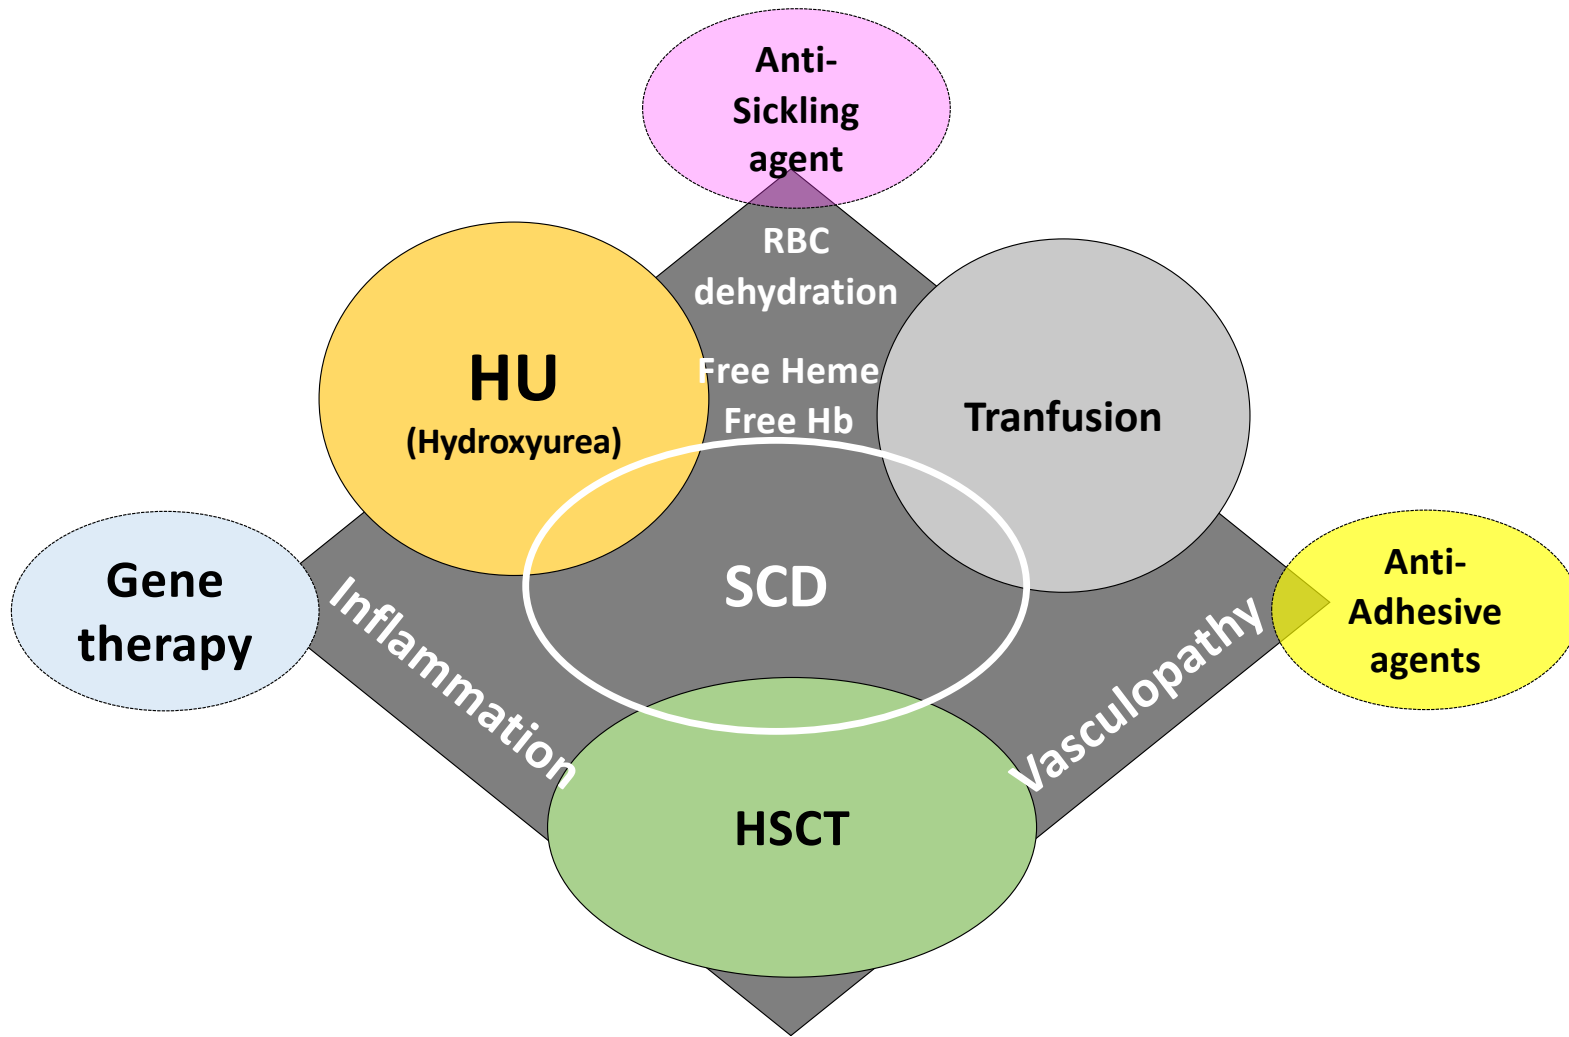 Anti-
Sickling
agent
RBC
dehydration
Free Heme
Free Hb
HU
(Hydroxyurea)
Tranfusion
Gene
therapy
SCD
Anti-
Adhesive
agents
Inflammation
Vasculopathy
HSCT